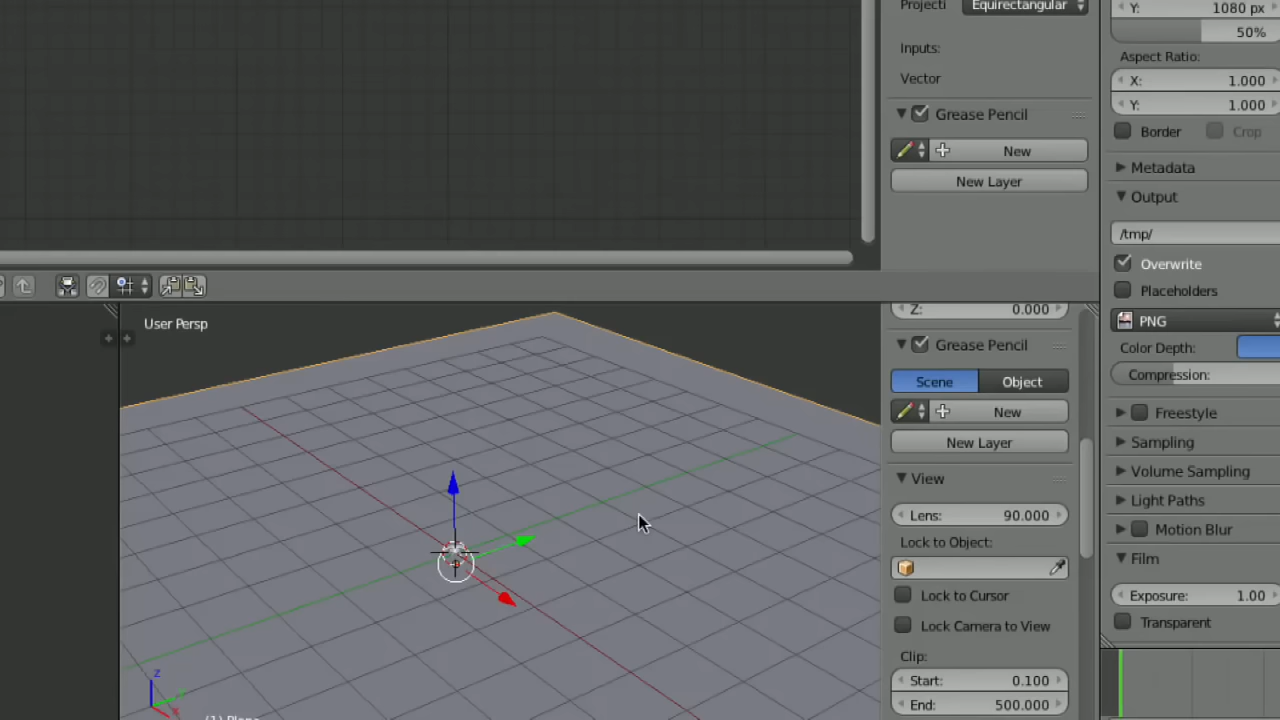 Projecti
Equirectangular
Inputs:
Vector
Grease Pencil
New
New Layer
User Persp
Z: 0.000
Grease Pencil
Scene Object
New
New Layer
View
Lens: 90.000
Lock to Object:
Lock to Cursor
Lock Camera to View
Clip:
Start: 0.100
End: 500.000
z
Y: 1080 px
50%
Aspect Ratio:
X: 1.000
Y: 1.000
Border Crop
Metadata
Output
/tmp/
Overwrite
Placeholders
PNG
Color Depth:
Compression:
Freestyle
Sampling
Volume Sampling
Light Paths
Motion Blur
Film
Exposure: 1.00
Transparent